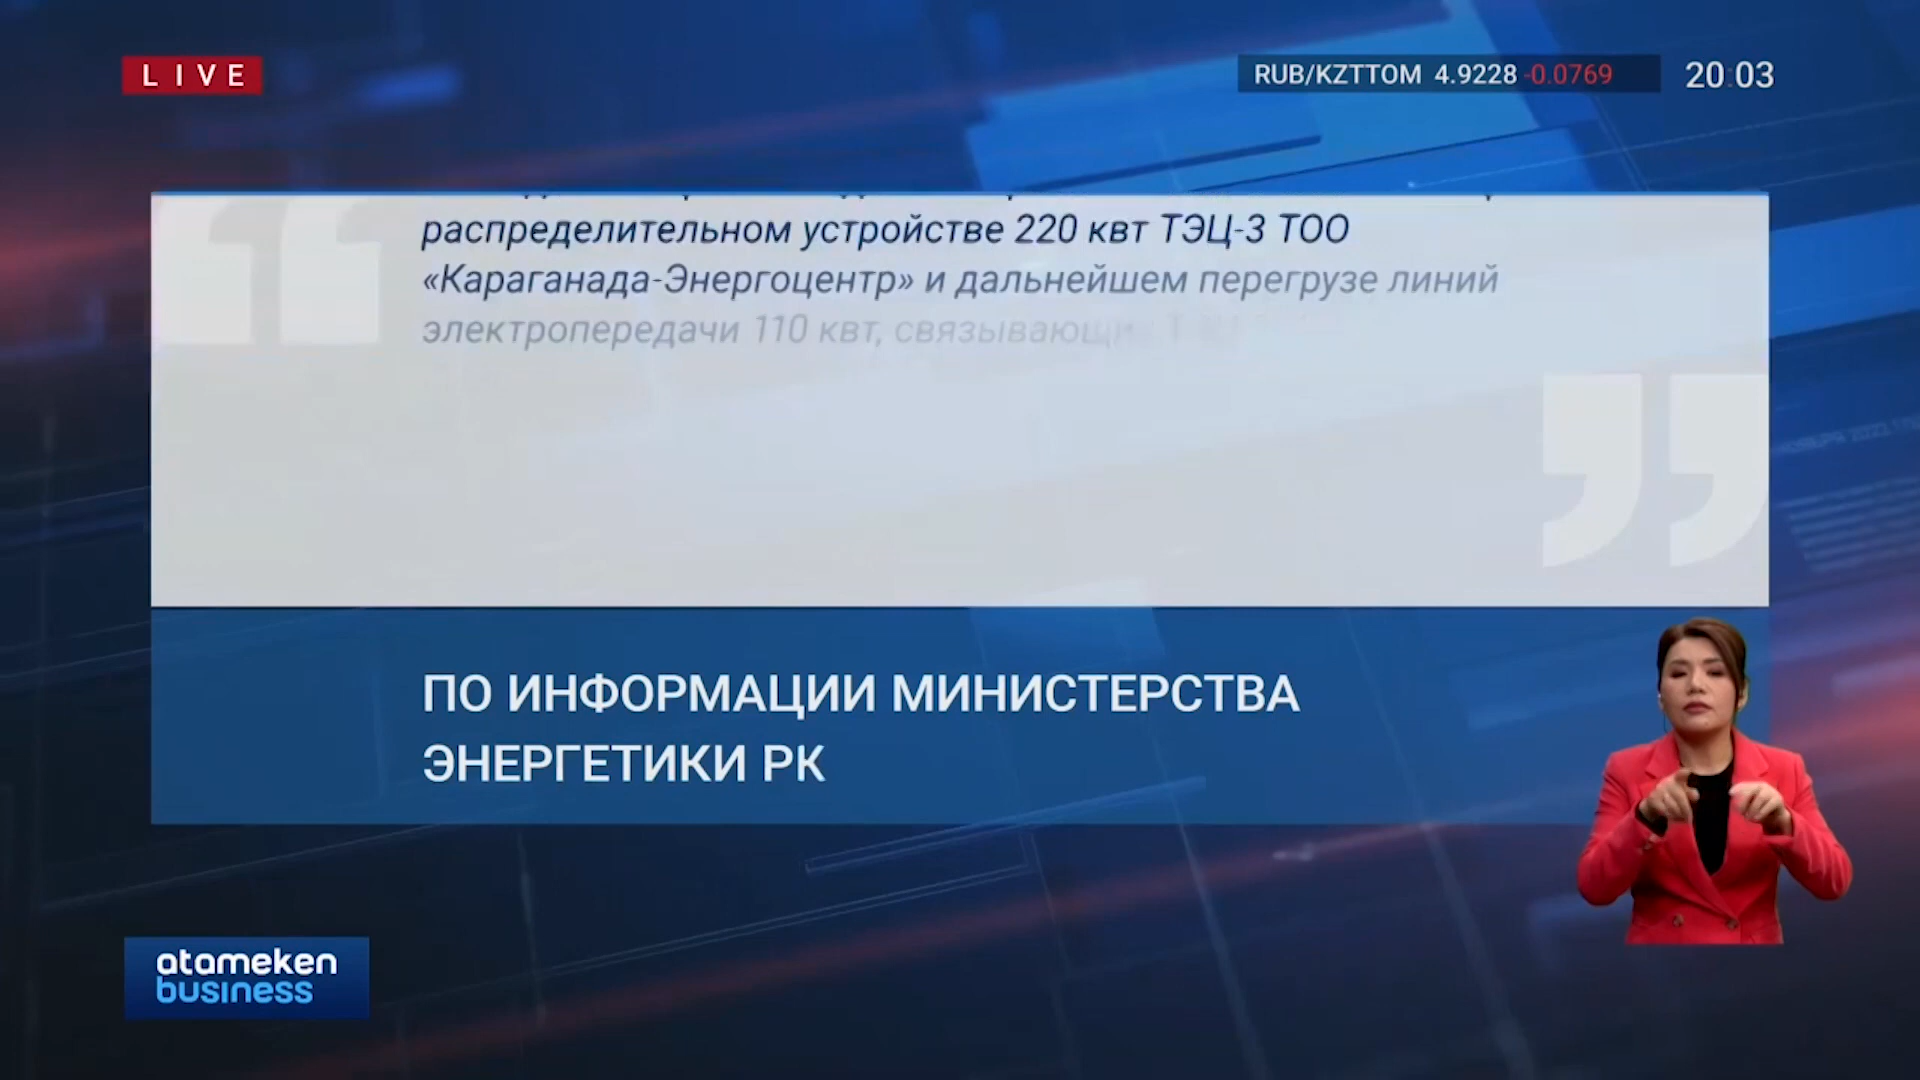 LIVE
RUB/KZTTOM 4.9228 -0.0769
20:03
распределительном устройстве 220 квт ТЭЦ-3 ТОО
«Караганада-Энергоцентр» и дальнейшем перегрузе линий
электропередачи 110 квт, связывающи
ПО ИНФОРМАЦИИ МИНИСТЕРСТВА
ЭНЕРГЕТИКИ РК
atameken
business